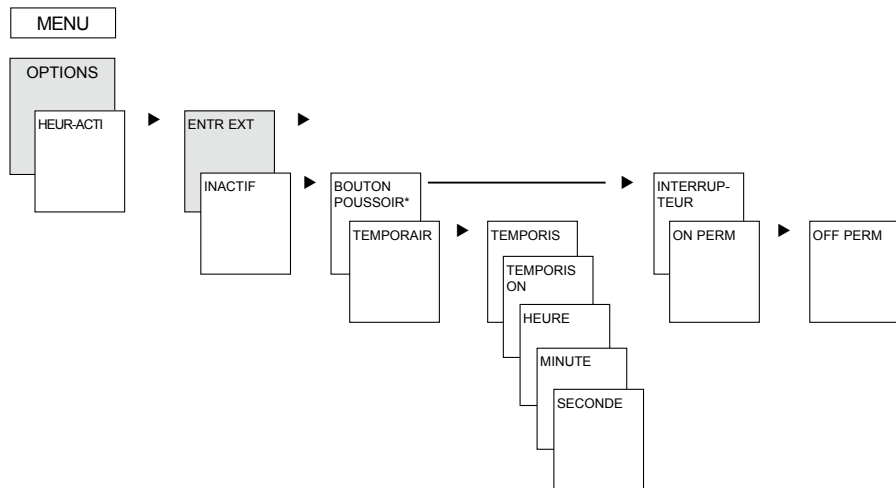 MENU
OPTIONS
HEUR-ACTI
ENTR EXT
INACTIF
BOUTON
POUSSOIR*
TEMPORAIR
TEMPORIS
TEMPORIS
ON
HEURE
MINUTE
SECONDE
INTERRUP-
TEUR
ON PERM
OFF PERM